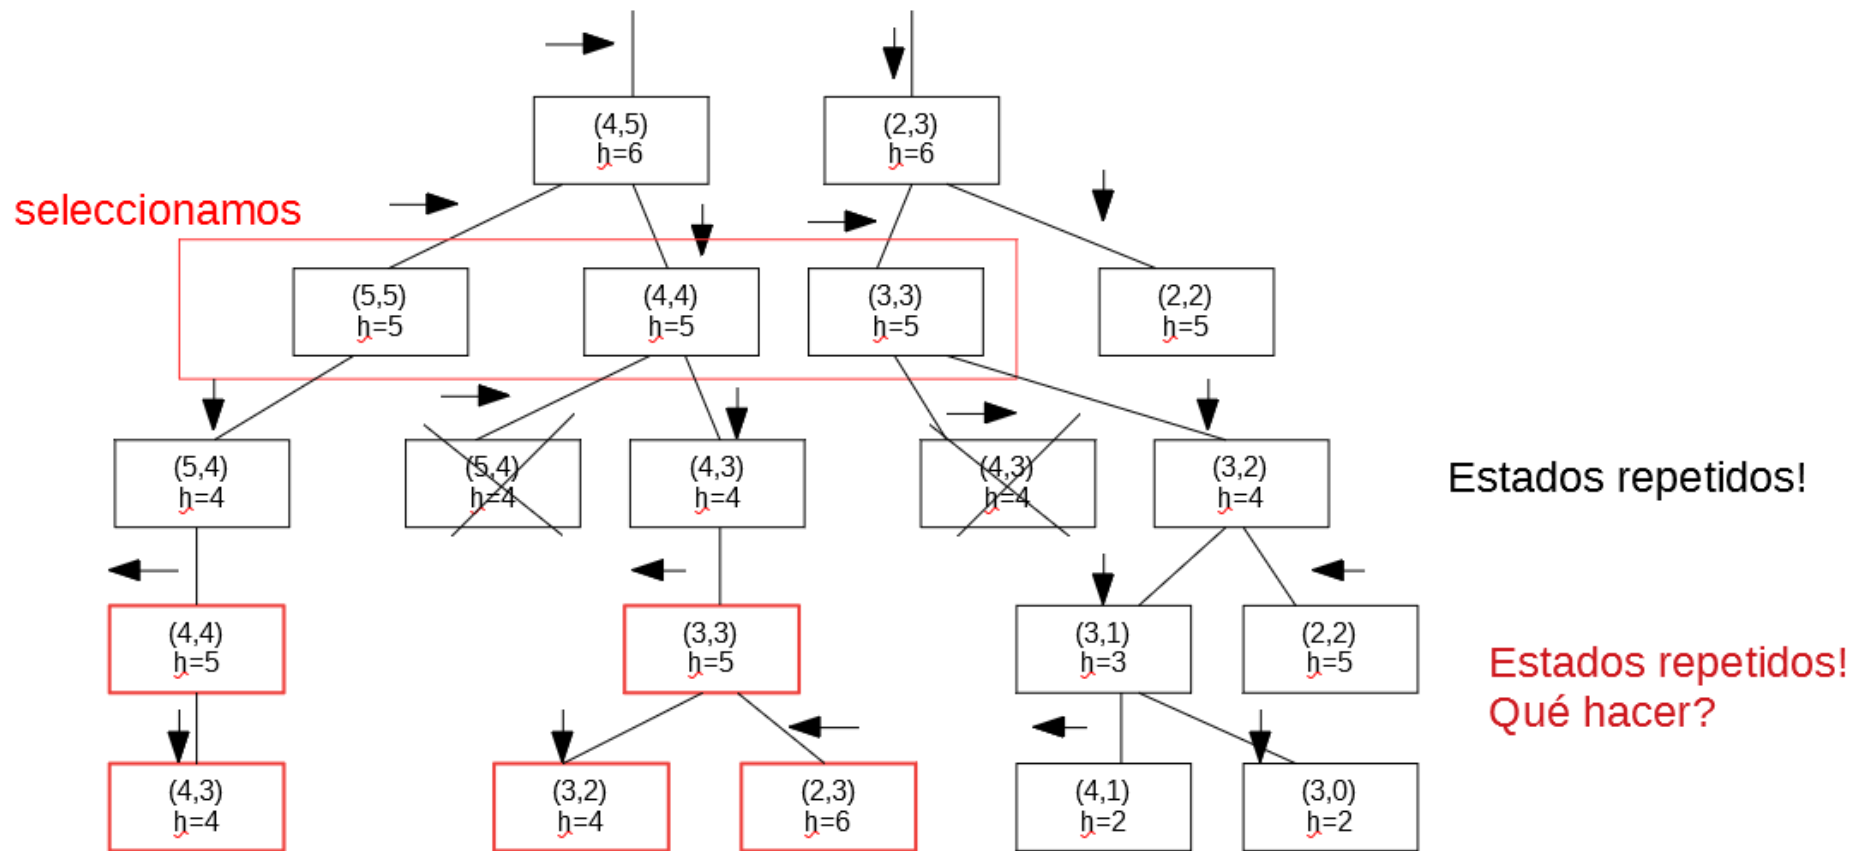 (4,5)
h=6
(2,3)
h=6
seleccionamos
(5,5)
h=5
(4,4)
h=5
(3,3)
h=5
(2,2)
h=5
(5,4)
h=4
(5,4)
h=4
(4,3)
h=4
(4,3)
h=4
(3,2)
h=4
Estados repetidos!
(4,4)
h=5
(3,3)
h=5
(3,1)
h=3
(2,2)
h=5
Estados repetidos!
Qué hacer?
(4,3)
h=4
(3,2)
h=4
(2,3)
h=6
(4,1)
h=2
(3,0)
h=2